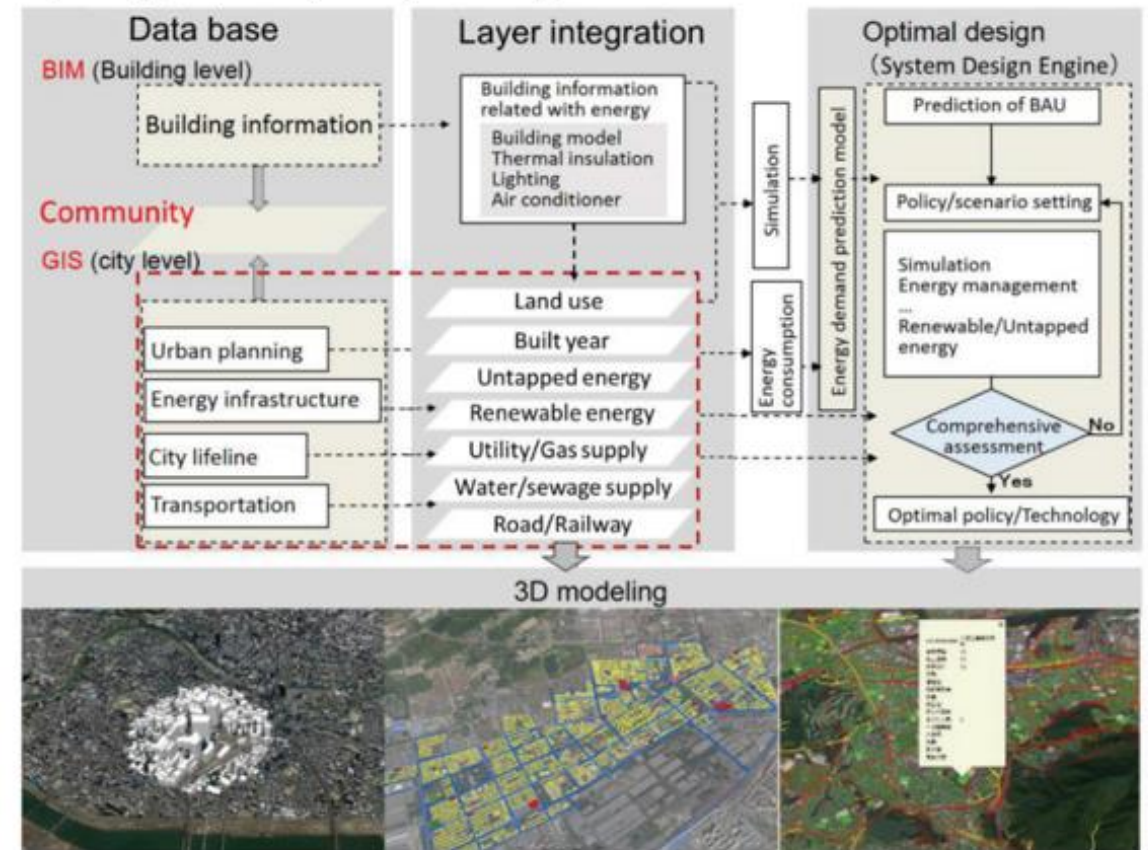 Data base
BIM (Building level)
Building information
Community
GIS (city level)
Urban planning
Energy infrastructure
City lifeline
Transportation
Layer integration
Building information
related with energy
Building model
Thermal insulation
Lighting
Air conditioner
Land use
Built year
Untapped energy
Renewable energy
Utility/Gas supply
Water/sewage supply
Road/Railway
Simulation
Energy
consumption
Energy demand prediction model
Optimal design
（System Design Engine）
Prediction of BAU
Policy/scenario setting
Simulation
Energy management
...
Renewable/Untapped
energy
Comprehensive
assessment
No
Yes
Optimal policy/Technology
3D modeling